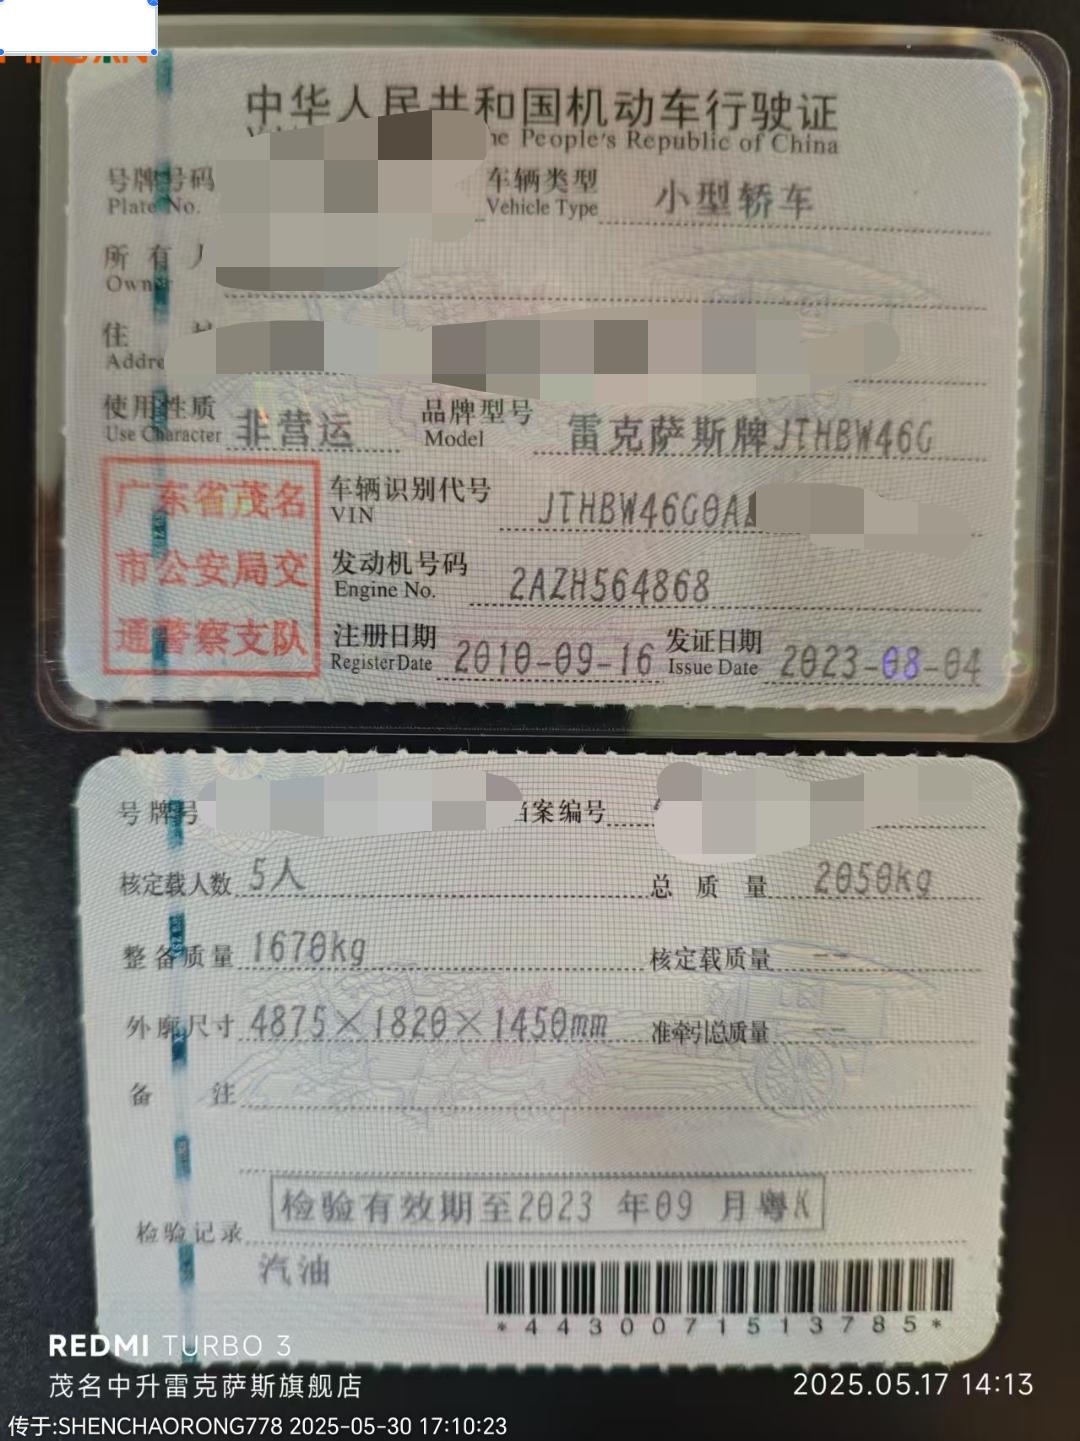 中华人民共和国机动车行驶证
he People's Republic of China
号牌号码 车辆类型 小型轿车
Plate No. Vehicle Type
所有人
Owner
住
Addre
使用性质 非营运 品牌型号 雷克萨斯牌JTHBW46G
Use Character Model
广东省茂名
市公安局交
通警察支队
车辆识别代号 JTHBW46G0A
VIN
发动机号码 2AZH564868
Engine No.
注册日期 2010-09-16 发证日期 2023-08-04
Register Date Issue Date
号牌号 档案编号
核定载人数 5人 总质量 2050kg
整备质量 1670kg 核定载质量 --
外廓尺寸 4875×1820×1450mm 准牵引总质量 --
备注
检验有效期至2023 年09 月粤K
检验记录
汽油
*4430071513785*
REDMI TURBO 3
茂名中升雷克萨斯旗舰店 2025.05.17 14:13
传于:SHENCHAORONG778 2025-05-30 17:10:23